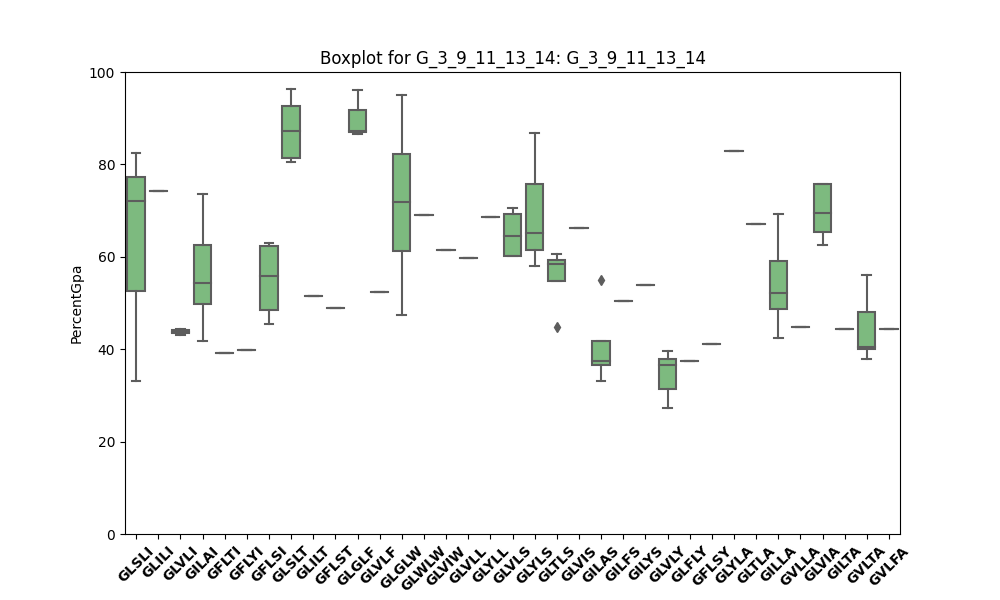 Boxplot for G_3_9_11_13_14: G_3_9_11_13_14
PercentGpa
100
80
60
40
20
0
GLSLI
GLILI
GLVLI
GILAI
GFLTI
GFLYI
GFLSI
GLSLT
GLILT
GFLST
GLGLF
GLVLF
GLGLW
GLWLW
GLVIW
GLVLL
GLYLL
GLVLS
GLYLS
GLTLS
GLVIS
GILAS
GILFS
GILYS
GLVLY
GLFLY
GFLSY
GLYLA
GLTLA
GILLA
GVLLA
GLVIA
GILTA
GVLTA
GVLFA